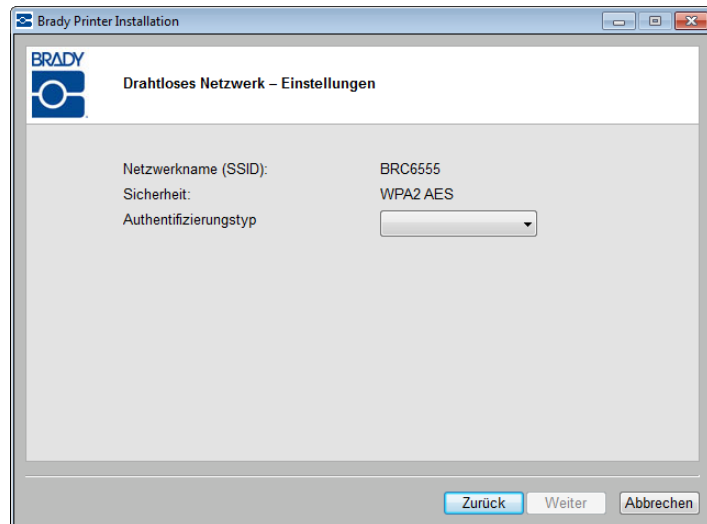 Brady Printer Installation
BRADY
Drahtloses Netzwerk – Einstellungen
Netzwerkname (SSID): BRC6555
Sicherheit: WPA2 AES
Authentifizierungstyp
Zurück Weiter Abbrechen